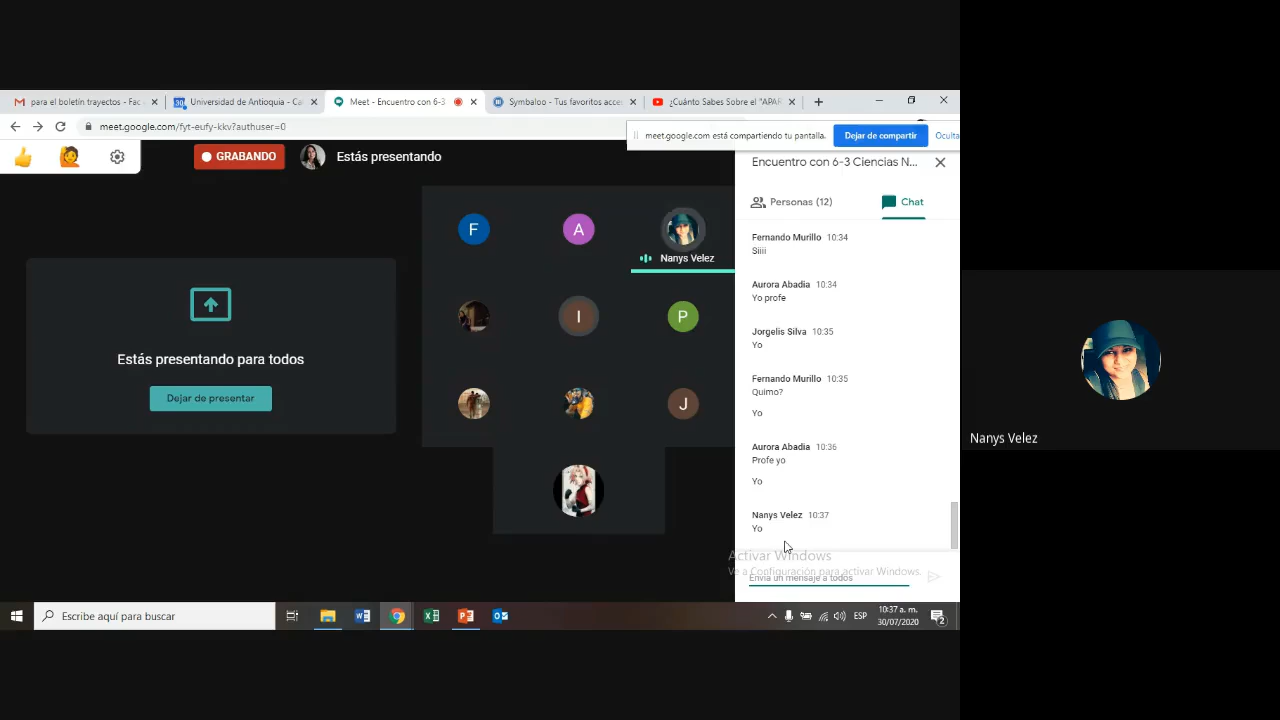 para el boletín trayectos - Fac
Universidad de Antioquia - Ca
Meet - Encuentro con 6-3
Symbaloo - Tus favoritos acce
¿Cuánto Sabes Sobre el "APAR
meet.google.com/fyt-eufy-kkv?authuser=0
meet.google.com está compartiendo tu pantalla.
Dejar de compartir
Oculta
GRABANDO
Estás presentando
Encuentro con 6-3 Ciencias N...
Personas (12)
Chat
F
A
Nanys Velez
I
P
J
Estás presentando para todos
Dejar de presentar
Fernando Murillo 10:34
Siiii
Aurora Abadia 10:34
Yo profe
Jorgelis Silva 10:35
Yo
Fernando Murillo 10:35
Quimo?
Yo
Aurora Abadia 10:36
Profe yo
Yo
Nanys Velez 10:37
Yo
Activar Windows
Ve a Configuración para activar Windows.
Envía un mensaje a todos
Escribe aquí para buscar
ESP
10:37 a. m.
30/07/2020
2
Nanys Velez